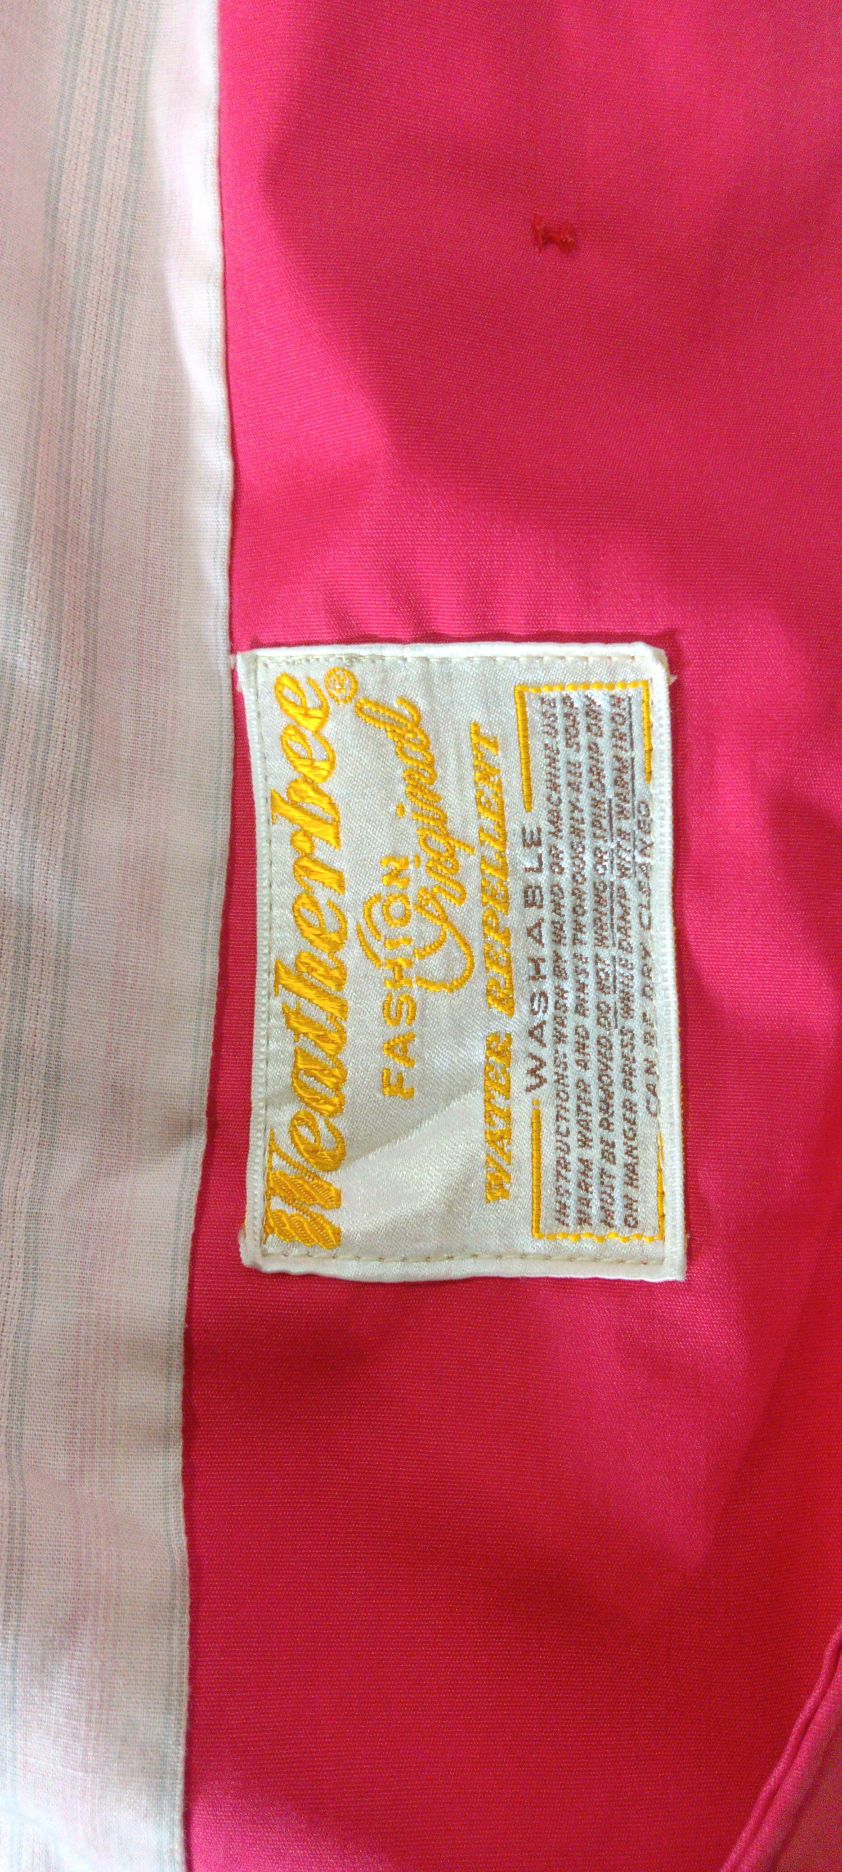 Weatherbee®
FASHION
Original
WATER REPELLENT
WASHABLE
INSTRUCTIONS: WASH BY HAND OR MACHINE USE
WARM WATER AND RINSE THOROUGHLY ALL SOAP
MUST BE REMOVED DO NOT WRING OR SPIN DRIP DRY
ON HANGER PRESS WHILE DAMP WITH WARM IRON
CAN BE DRY CLEANED